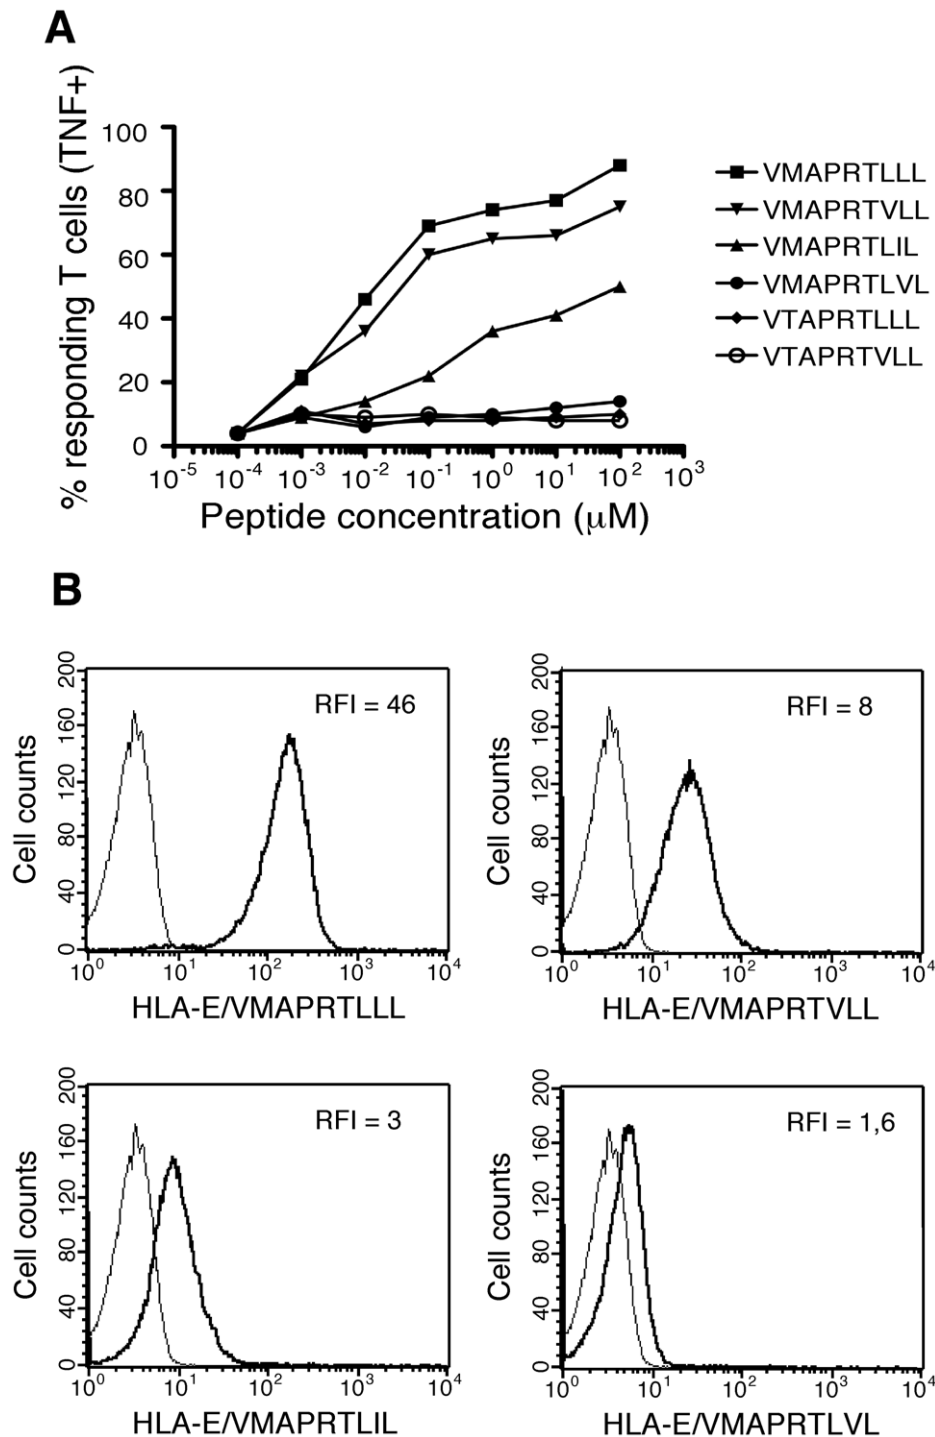 A
% responding T cells (TNF+)
100
80
60
40
20
0
10-5 10-4 10-3 10-2 10-1 100 101 102 103
Peptide concentration (μM)
VMAPRTLLL
VMAPRTVLL
VMAPRTLIL
VMAPRTLVL
VTAPRTLLL
VTAPRTVLL
B
Cell counts
200
160
120
80
40
0
RFI = 46
100 101 102 103 104
HLA-E/VMAPRTLLL
Cell counts
200
160
120
80
40
0
RFI = 8
100 101 102 103 104
HLA-E/VMAPRTVLL
Cell counts
200
160
120
80
40
0
RFI = 3
100 101 102 103 104
HLA-E/VMAPRTLIL
Cell counts
200
160
120
80
40
0
RFI = 1,6
100 101 102 103 104
HLA-E/VMAPRTLVL